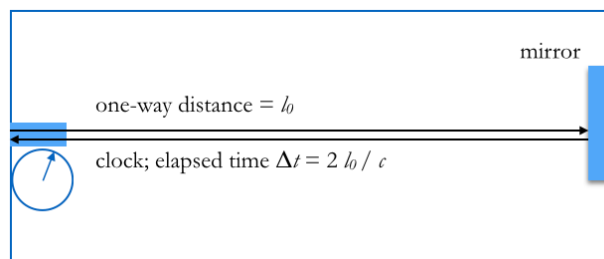 mirror
one-way distance = l₀
clock; elapsed time Δt = 2 l₀ / c